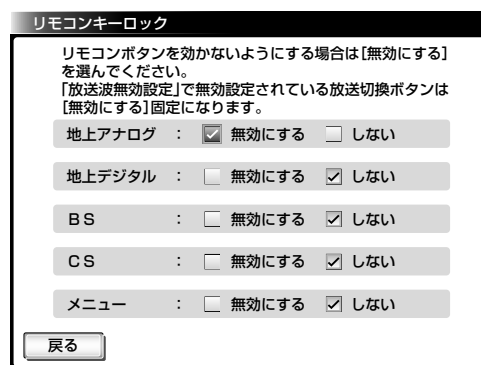 リモコンキーロック
リモコンボタンを効かないようにする場合は[無効にする]
を選んでください。
「放送波無効設定」で無効設定されている放送切換ボタンは
[無効にする]固定になります。
地上アナログ : 無効にする しない
地上デジタル : 無効にする しない
BS : 無効にする しない
CS : 無効にする しない
メニュー : 無効にする しない
戻る